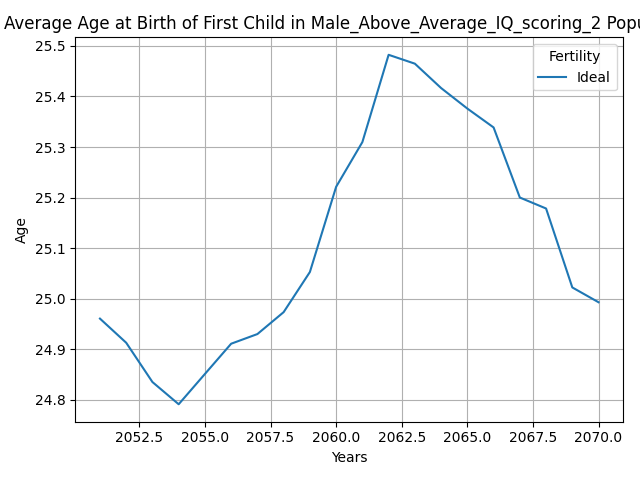 Average Age at Birth of First Child in Male_Above_Average_IQ_scoring_2
25.5
25.4
25.3
25.2
25.1
25.0
24.9
24.8
Age
Fertility
Ideal
2052.5 2055.0 2057.5 2060.0 2062.5 2065.0 2067.5 2070.0
Years